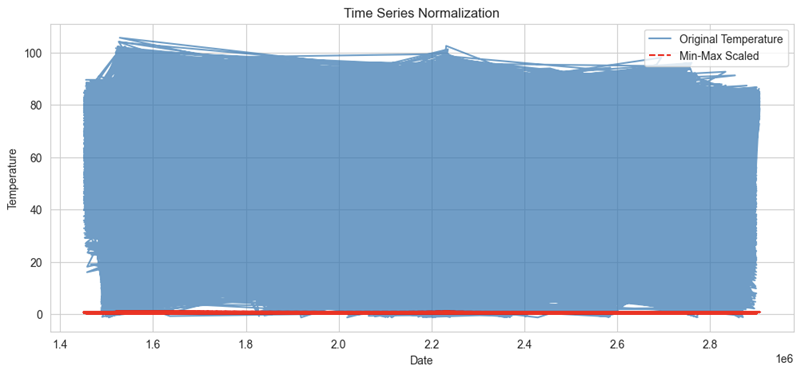 Time Series Normalization
Original Temperature
Min-Max Scaled
Temperature
100
80
60
40
20
0
1.4
1.6
1.8
2.0
2.2
2.4
2.6
2.8
1e6
Date